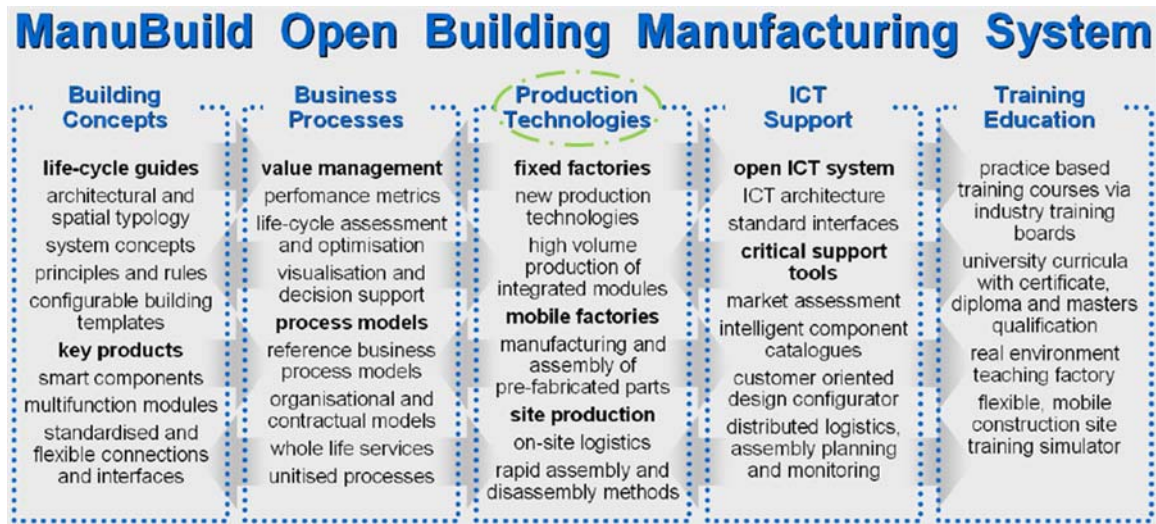 ManuBuild Open Building Manufacturing System
Building
Concepts
life-cycle guides
architectural and
spatial typology
system concepts
principles and rules
configurable building
templates
key products
smart components
multifunction modules
standardised and
flexible connections
and interfaces
Business
Processes
value management
perfomance metrics
life-cycle assessment
and optimisation
visualisation and
decision support
process models
reference business
process models
organisational and
contractual models
whole life services
unitised processes
Production
Technologies
fixed factories
new production
technologies
high volume
production of
integrated modules
mobile factories
manufacturing and
assembly of
pre-fabricated parts
site production
on-site logistics
rapid assembly and
disassembly methods
ICT
Support
open ICT system
ICT architecture
standard interfaces
critical support
tools
market assessment
intelligent component
catalogues
customer oriented
design configurator
distributed logistics,
assembly planning
and monitoring
Training
Education
practice based
training courses via
industry training
boards
university curricula
with certificate,
diploma and masters
qualification
real environment
teaching factory
flexible, mobile
construction site
training simulator